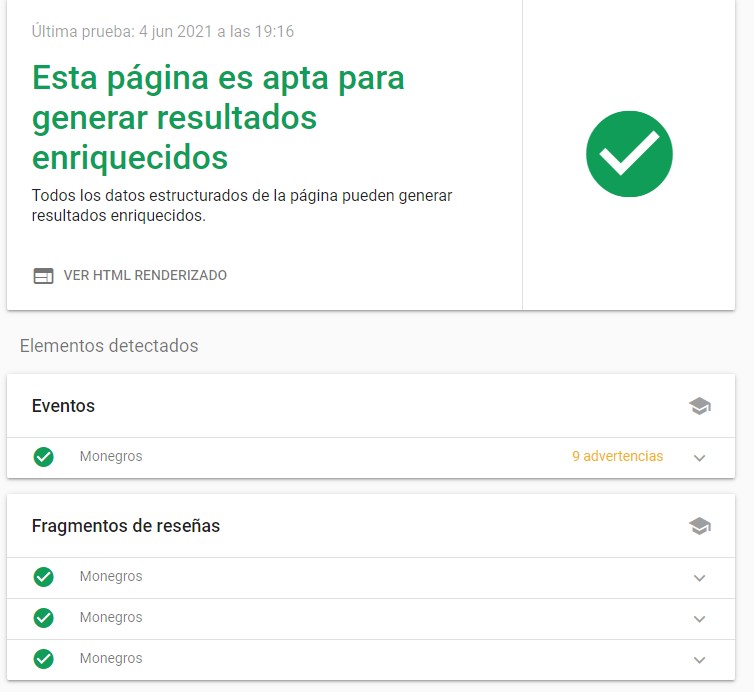 Última prueba: 4 jun 2021 a las 19:16
Esta página es apta para
generar resultados
enriquecidos
Todos los datos estructurados de la página pueden generar
resultados enriquecidos.
VER HTML RENDERIZADO
Elementos detectados
Eventos
Monegros 9 advertencias
Fragmentos de reseñas
Monegros
Monegros
Monegros